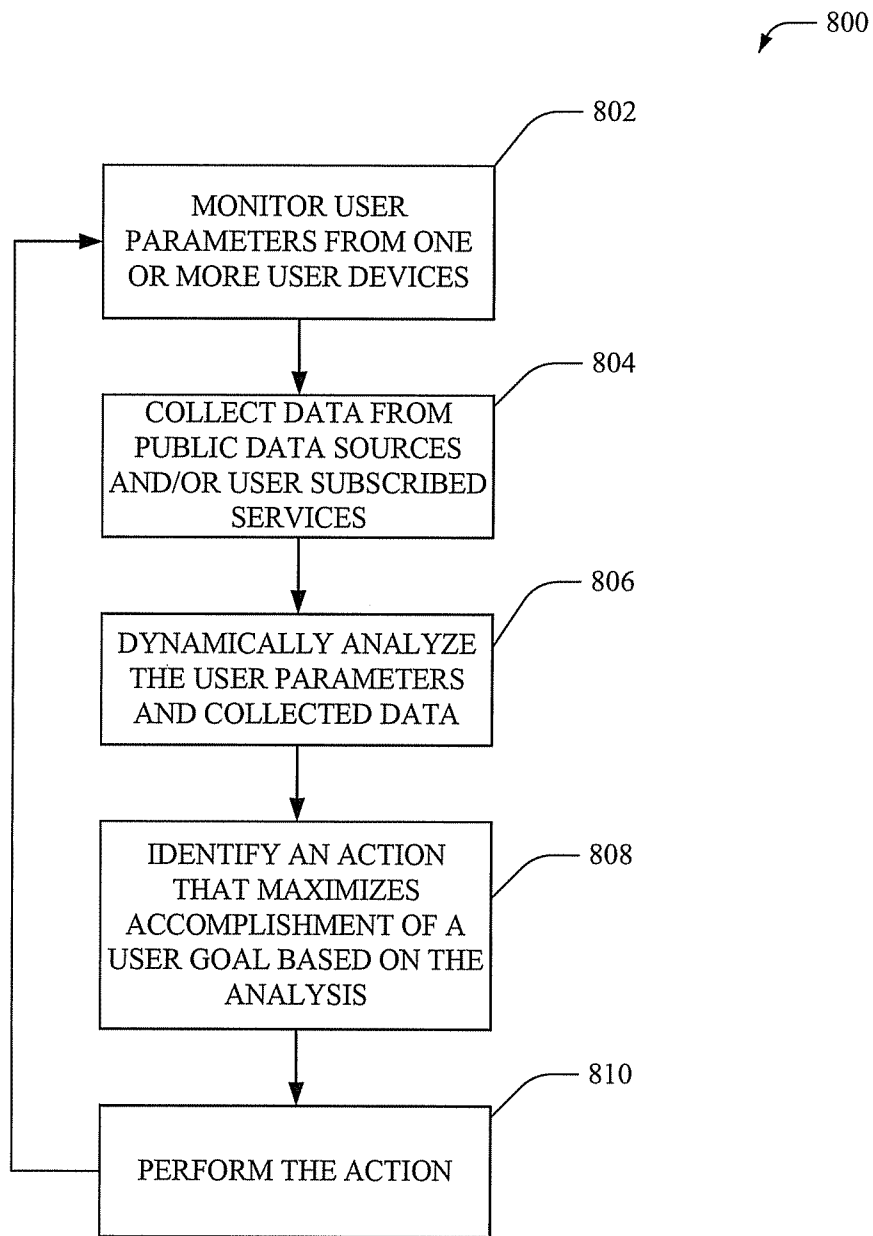 800
802
MONITOR USER
PARAMETERS FROM ONE
OR MORE USER DEVICES
804
COLLECT DATA FROM
PUBLIC DATA SOURCES
AND/OR USER SUBSCRIBED
SERVICES
806
DYNAMICALLY ANALYZE
THE USER PARAMETERS
AND COLLECTED DATA
808
IDENTIFY AN ACTION
THAT MAXIMIZES
ACCOMPLISHMENT OF A
USER GOAL BASED ON THE
ANALYSIS
810
PERFORM THE ACTION